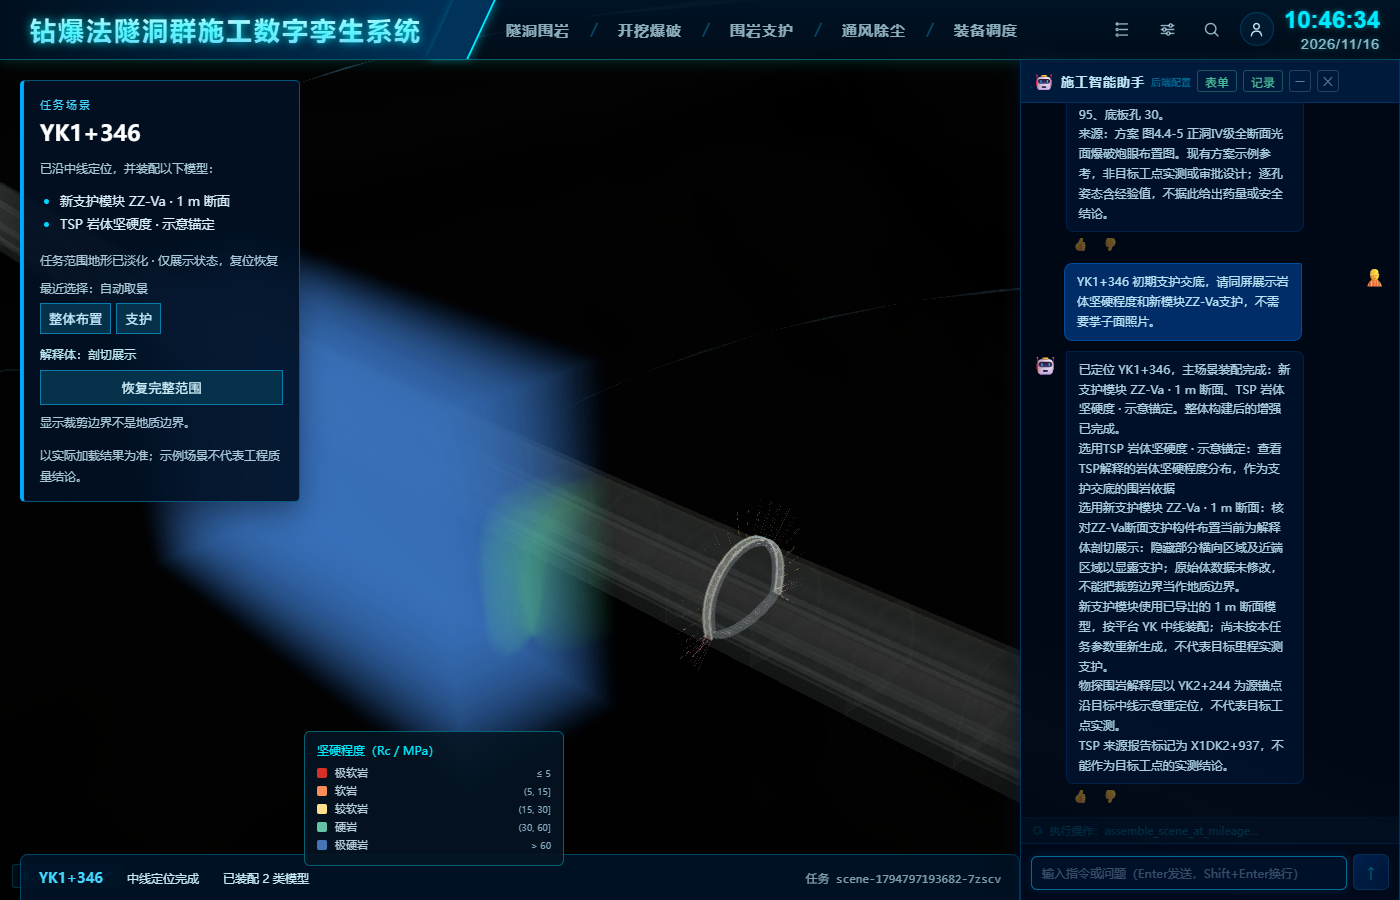 钻爆法隧洞群施工数字孪生系统
隧洞围岩 / 开挖爆破 / 围岩支护 / 通风除尘 / 装备调度
10:46:34
2026/11/16
任务场景
YK1+346
已沿中线定位，并装配以下模型：
新支护模块 ZZ-Va · 1 m 断面
TSP 岩体坚硬度 · 示意锚定
任务范围地形已淡化 · 仅展示状态，复位恢复
最近选择：自动取景
整体布置 支护
解释体：剖切展示
恢复完整范围
显示裁剪边界不是地质边界。
以实际加载结果为准；示例场景不代表工程质
量结论。
坚硬程度（Rc / MPa）
极软岩 ≤ 5
软岩 (5, 15]
较软岩 (15, 30]
硬岩 (30, 60]
极硬岩 > 60
YK1+346 中线定位完成 已装配 2 类模型
任务 scene-1794797193682-7zscv
施工智能助手 后端配置 表单 记录
95、底板孔 30。
来源：方案 图4.4-5 正洞Ⅳ级全断面光
面爆破炮眼布置图。现有方案示例参
考，非目标工点实测或审批设计；逐孔
姿态含经验值，不据此给出药量或安全
结论。
YK1+346 初期支护交底，请同屏展示岩
体坚硬程度和新模块ZZ-Va支护，不需
要掌子面照片。
已定位 YK1+346，主场景装配完成：新
支护模块 ZZ-Va · 1 m 断面、TSP 岩体
坚硬度 · 示意锚定。整体构建后的增强
已完成。
选用TSP 岩体坚硬度 · 示意锚定：查看
TSP解释的岩体坚硬程度分布，作为支
护交底的围岩依据
选用新支护模块 ZZ-Va · 1 m 断面：核
对ZZ-Va断面支护构件布置当前为解释
体剖切展示：隐藏部分横向区域及近端
区域以显露支护；原始体数据未修改，
不能把裁剪边界当作地质边界。
新支护模块使用已导出的 1 m 断面模
型，按平台 YK 中线装配；尚未按本任
务参数重新生成，不代表目标里程实测
支护。
物探围岩解释层以 YK2+244 为源锚点
沿目标中线示意重定位，不代表目标工
点实测。
TSP 来源报告标记为 X1DK2+937，不
能作为目标工点的实测结论。
执行操作：assemble_scene_at_mileage...
输入指令或问题（Enter发送，Shift+Enter换行）